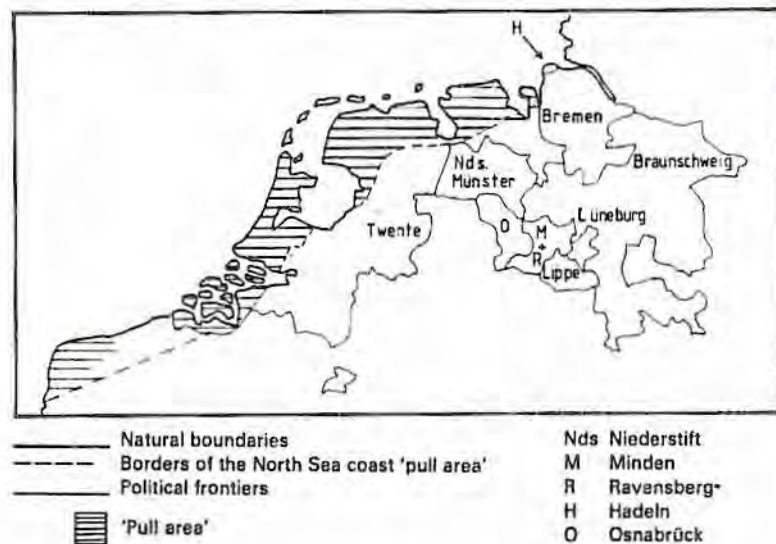 H
Bremen
Braunschweig
Nds.
Münster
Lüneburg
Twente
O
M
+
R
Lippe
Natural boundaries
Borders of the North Sea coast 'pull area'
Political frontiers
'Pull area'
Nds Niederstift
M Minden
R Ravensberg-
H Hadeln
O Osnabrück